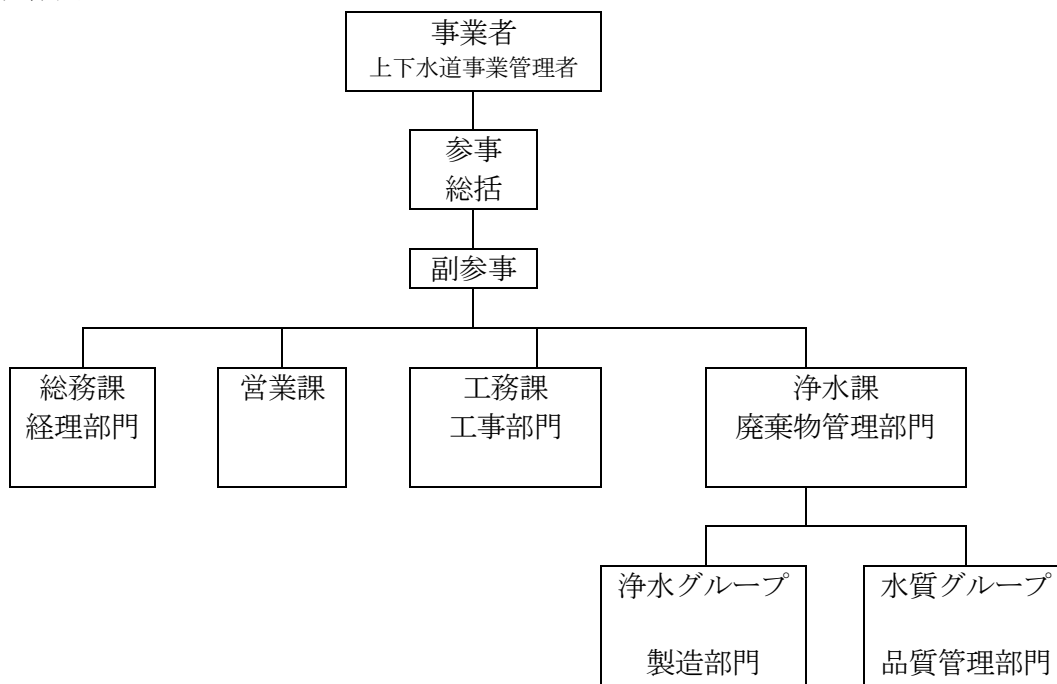 事業者
上下水道事業管理者
参事
総括
副参事
総務課
経理部門
営業課
工務課
工事部門
浄水課
廃棄物管理部門
浄水グループ
製造部門
水質グループ
品質管理部門